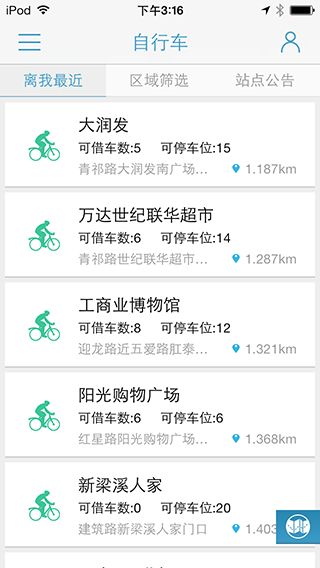 iPod 下午3:16
自行车
离我最近 区域筛选 站点公告
大润发
可借车数:5 可停车位:15
青祁路大润发南广场... 1.187km
万达世纪联华超市
可借车数:6 可停车位:14
青祁路世纪联华超市... 1.287km
工商业博物馆
可借车数:8 可停车位:12
迎龙路近五爱路肛泰... 1.321km
阳光购物广场
可借车数:6 可停车位:6
红星路阳光购物广场... 1.368km
新梁溪人家
可借车数:0 可停车位:20
建筑路新梁溪人家门口 1.403